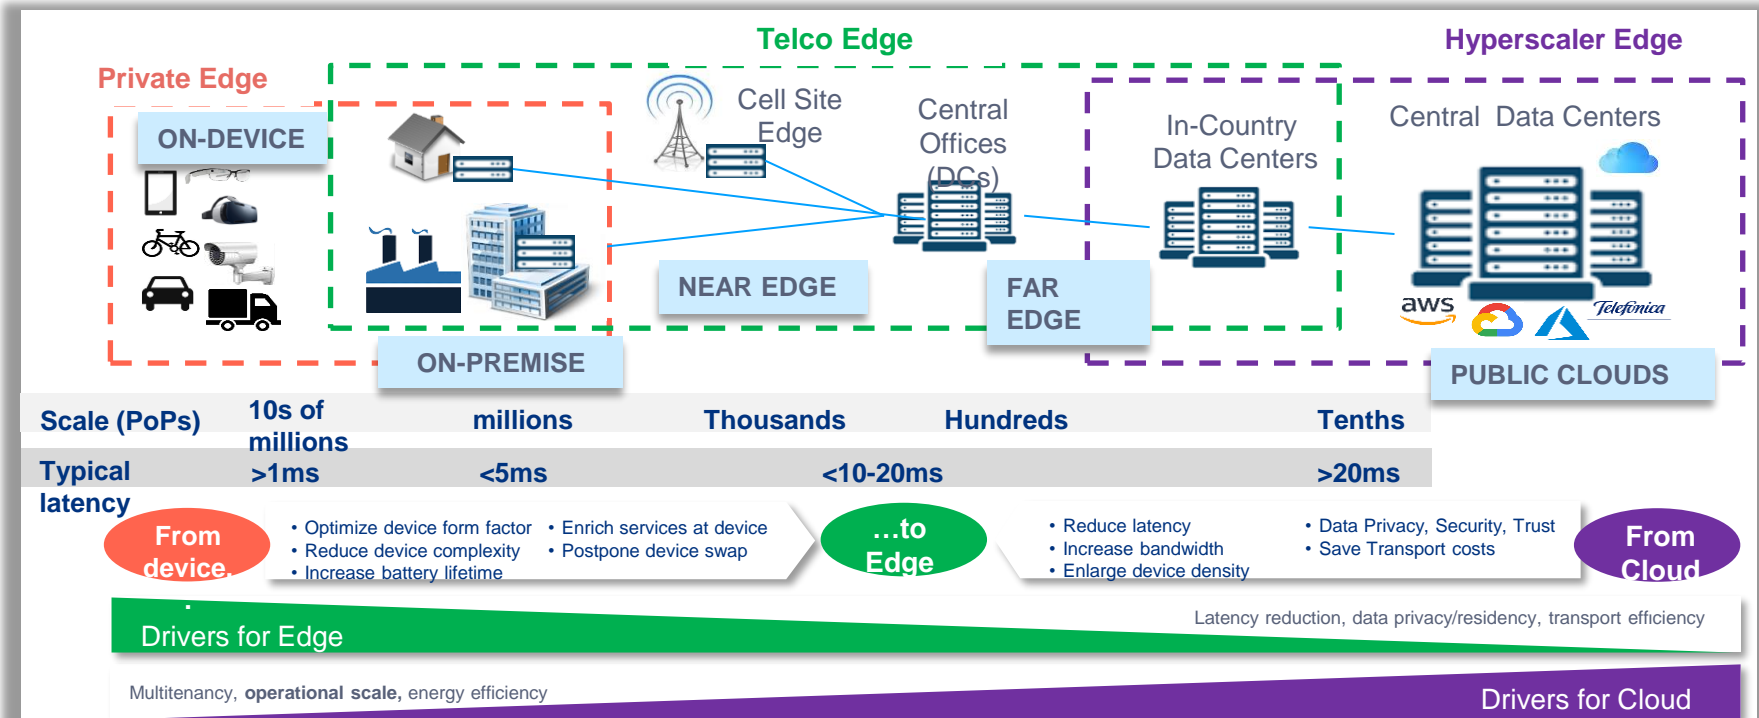 Telco Edge
Hyperscaler Edge
Private Edge
ON-DEVICE
Cell Site
Edge
Central
Offices
(DCs)
In-Country
Data Centers
Central Data Centers
NEAR EDGE
FAR
EDGE
aws
Telefónica
ON-PREMISE
PUBLIC CLOUDS
Scale (PoPs)
10s of
millions
millions
Thousands
Hundreds
Tenths
Typical
latency
>1ms
<5ms
<10-20ms
>20ms
From
device.
.
• Optimize device form factor
• Reduce device complexity
• Increase battery lifetime
• Enrich services at device
• Postpone device swap
...to
Edge
• Reduce latency
• Increase bandwidth
• Enlarge device density
• Data Privacy, Security, Trust
• Save Transport costs
From
Cloud
Drivers for Edge
Latency reduction, data privacy/residency, transport efficiency
Multitenancy, operational scale, energy efficiency
Drivers for Cloud